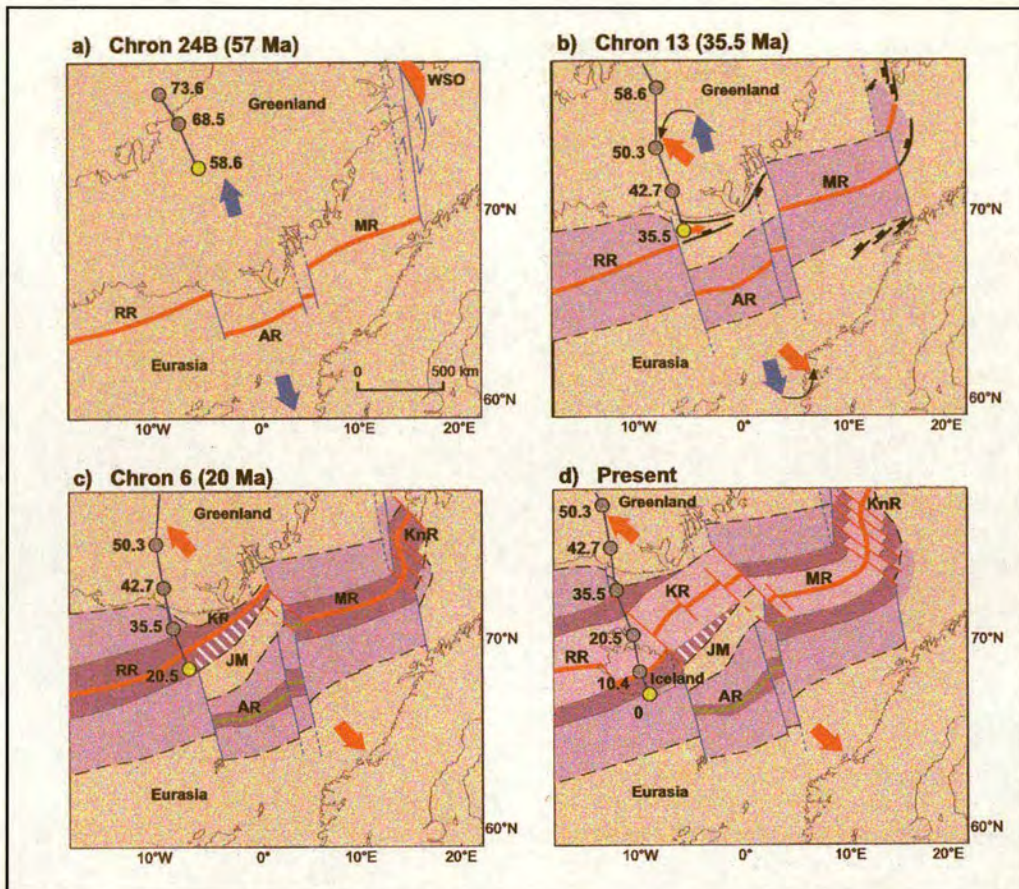 a) Chron 24B (57 Ma)
WSO
73.6
Greenland
68.5
58.6
MR
70°N
RR
AR
Eurasia
0 500 km
60°N
10°W 0° 10°E 20°E
b) Chron 13 (35.5 Ma)
58.6
Greenland
50.3
42.7
MR
70°N
35.5
RR
AR
Eurasia
60°N
10°W 0° 10°E 20°E
c) Chron 6 (20 Ma)
Greenland
KnR
50.3
42.7
KR
MR
35.5
70°N
RR
JM
20.5
AR
Eurasia
60°N
10°W 0° 10°E 20°E
d) Present
50.3
Greenland
KnR
42.7
35.5
KR
MR
20.5
70°N
RR
JM
10.4
Iceland
0
AR
Eurasia
60°N
10°W 0° 10°E 20°E